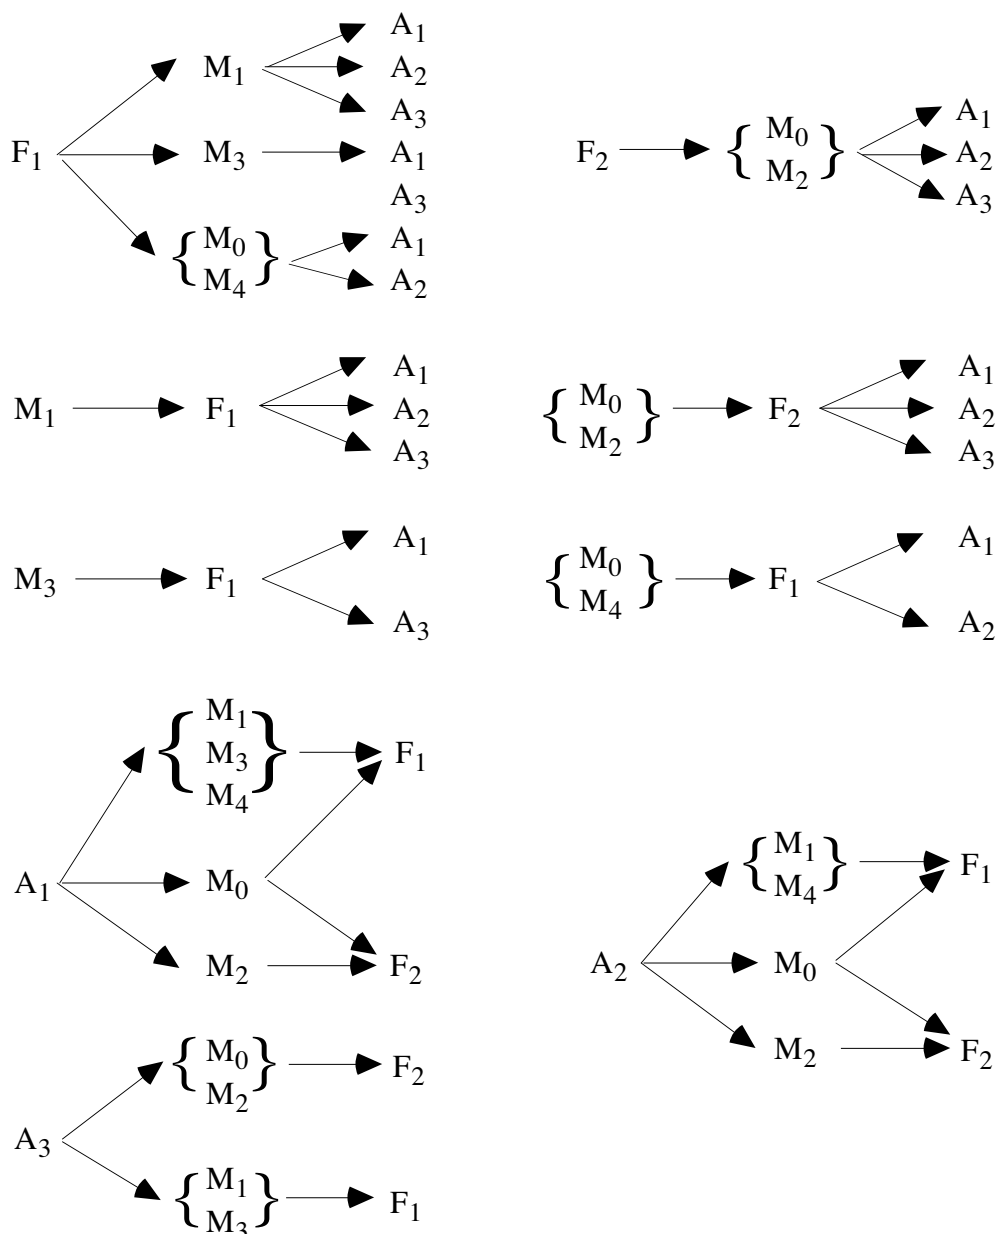 A₁
M₁ A₂
A₃
F₁ M₃ A₁
A₃
{ M₀ M₄ } A₁
A₂
F₂ { M₀ M₂ } A₁
A₂
A₃
M₁ F₁ A₁
A₂
A₃
{ M₀ M₂ } F₂ A₁
A₂
A₃
M₃ F₁ A₁
A₃
{ M₀ M₄ } F₁ A₁
A₂
{ M₁ M₃ M₄ } F₁
A₁ M₀
M₂ F₂
{ M₁ M₄ } F₁
A₂ M₀
M₂ F₂
{ M₀ M₂ } F₂
A₃
{ M₁ M₃ } F₁